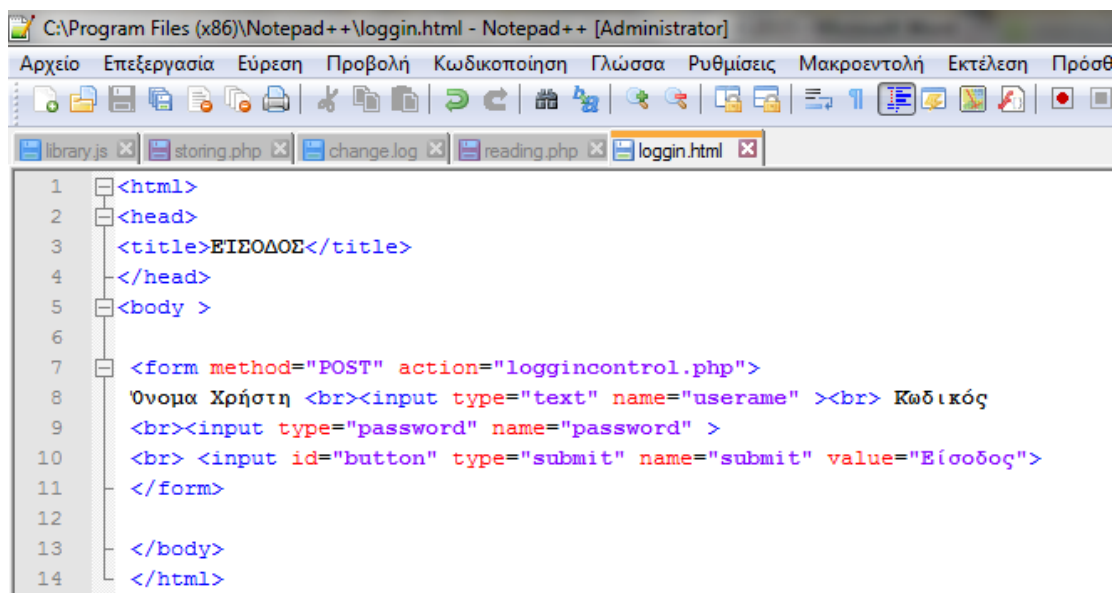 C:\Program Files (x86)\Notepad++\loggin.html - Notepad++ [Administrator]
Αρχείο Επεξεργασία Εύρεση Προβολή Κωδικοποίηση Γλώσσα Ρυθμίσεις Μακροεντολή Εκτέλεση Πρόσθ
library.js storing.php change.log reading.php loggin.html
1 <html>
2 <head>
3 <title>ΕΊΣΟΔΟΣ</title>
4 </head>
5 <body >
6
7 <form method="POST" action="loggincontrol.php">
8 Όνομα Χρήστη <br><input type="text" name="userame" ><br> Κωδικός
9 <br><input type="password" name="password" >
10 <br> <input id="button" type="submit" name="submit" value="Είσοδος">
11 </form>
12
13 </body>
14 </html>